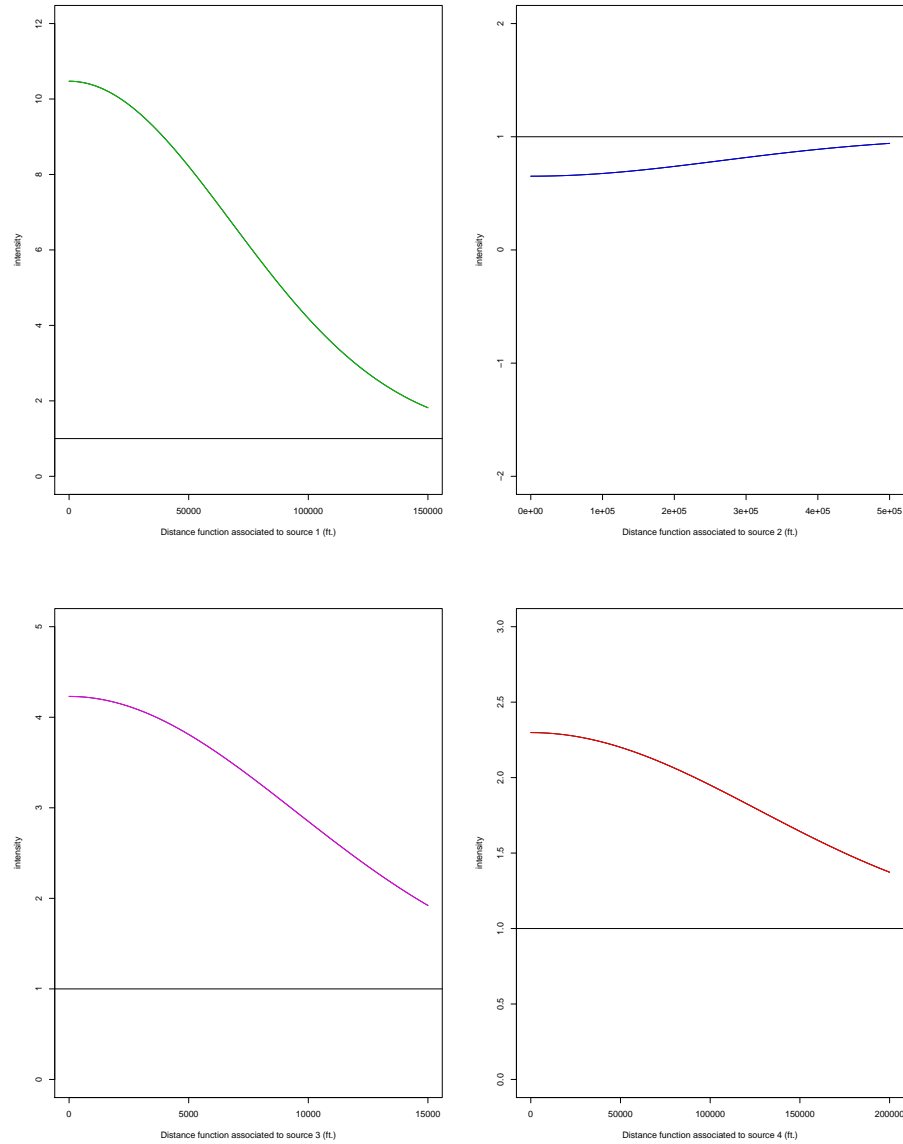 12
10
8
6
4
2
0
intensity
0 50000 100000 150000
Distance function associated to source 1 (ft.)
2
1
0
−1
−2
intensity
0e+00 1e+05 2e+05 3e+05 4e+05 5e+05
Distance function associated to source 2 (ft.)
5
4
3
2
1
0
intensity
0 5000 10000 15000
Distance function associated to source 3 (ft.)
3.0
2.5
2.0
1.5
1.0
0.5
0.0
intensity
0 50000 100000 150000 200000
Distance function associated to source 4 (ft.)